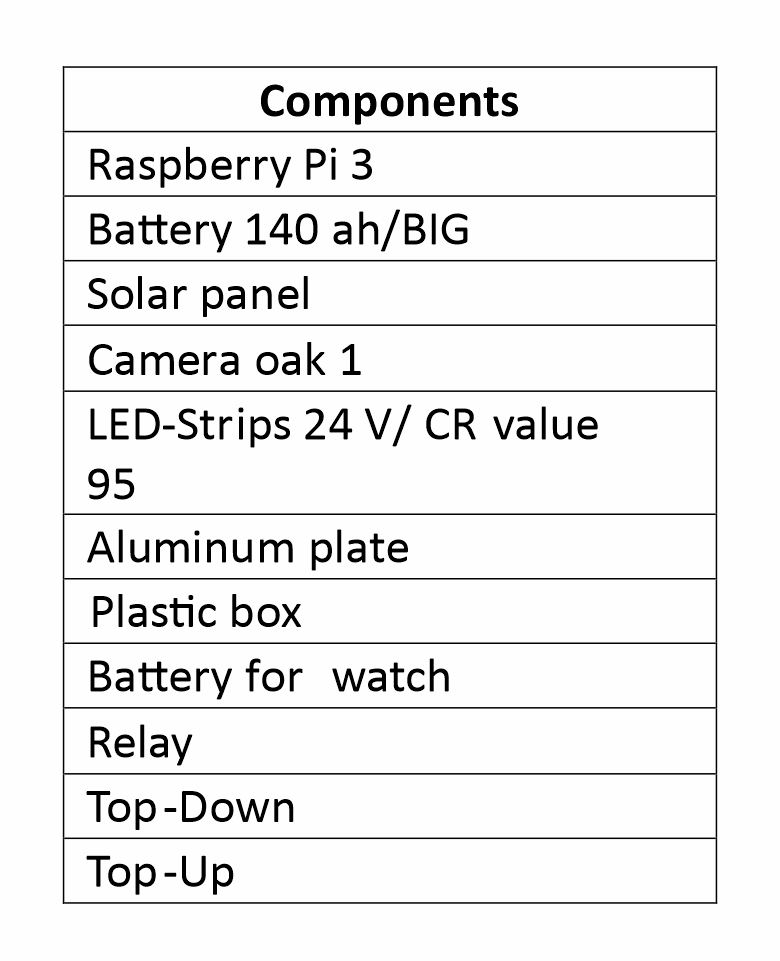 Components
Raspberry Pi 3
Battery 140 ah/BIG
Solar panel
Camera oak 1
LED-Strips 24 V/ CR value
95
Aluminum plate
Plastic box
Battery for watch
Relay
Top-Down
Top-Up